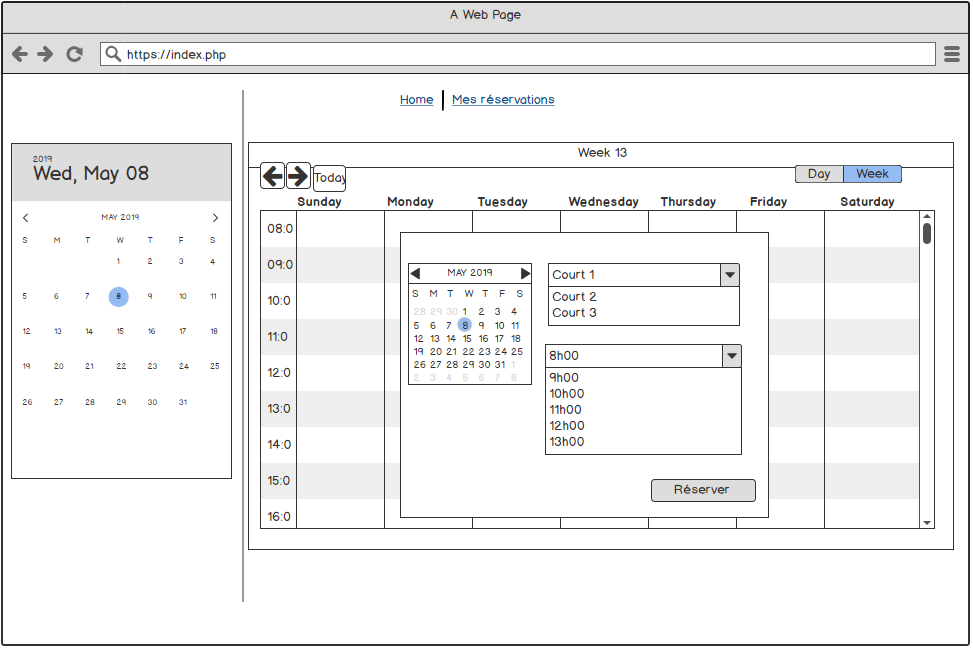 A Web Page
https://index.php
Home Mes réservations
2019
Wed, May 08
MAY 2019
S M T W T F S
1 2 3 4
5 6 7 8 9 10 11
12 13 14 15 16 17 18
19 20 21 22 23 24 25
26 27 28 29 30 31
Week 13
Today
Day Week
Sunday Monday Tuesday Wednesday Thursday Friday Saturday
08:0
09:0
10:0
11:0
12:0
13:0
14:0
15:0
16:0
MAY 2019
S M T W T F S
28 29 30 1 2 3 4
5 6 7 8 9 10 11
12 13 14 15 16 17 18
19 20 21 22 23 24 25
26 27 28 29 30 31 1
2 3 4 5 6 7 8
Court 1
Court 2
Court 3
8h00
9h00
10h00
11h00
12h00
13h00
Réserver